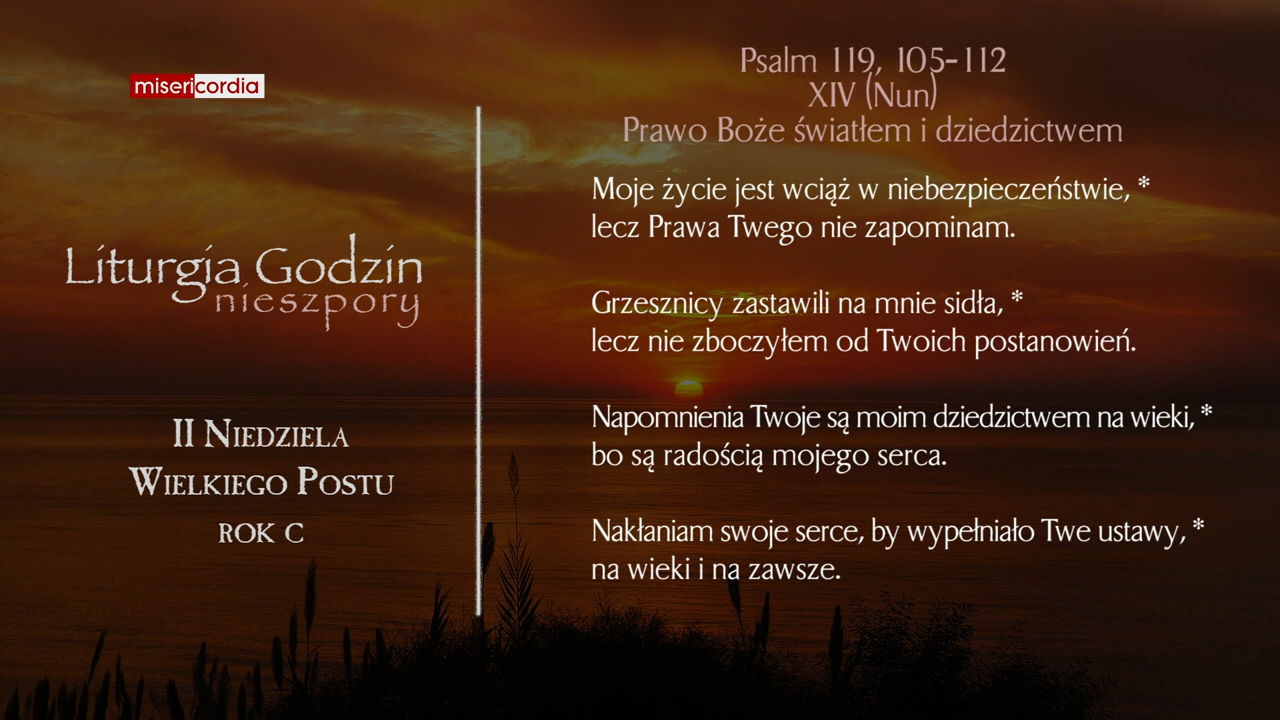 misericordia
Liturgia Godzin
nieszpory
II Niedziela
Wielkiego Postu
rok C
Psalm 119, 105-112
XIV (Nun)
Prawo Boże światłem i dziedzictwem
Moje życie jest wciąż w niebezpieczeństwie, *
lecz Prawa Twego nie zapominam.
Grzesznicy zastawili na mnie sidła, *
lecz nie zboczyłem od Twoich postanowień.
Napomnienia Twoje są moim dziedzictwem na wieki, *
bo są radością mojego serca.
Nakłaniam swoje serce, by wypełniało Twe ustawy, *
na wieki i na zawsze.